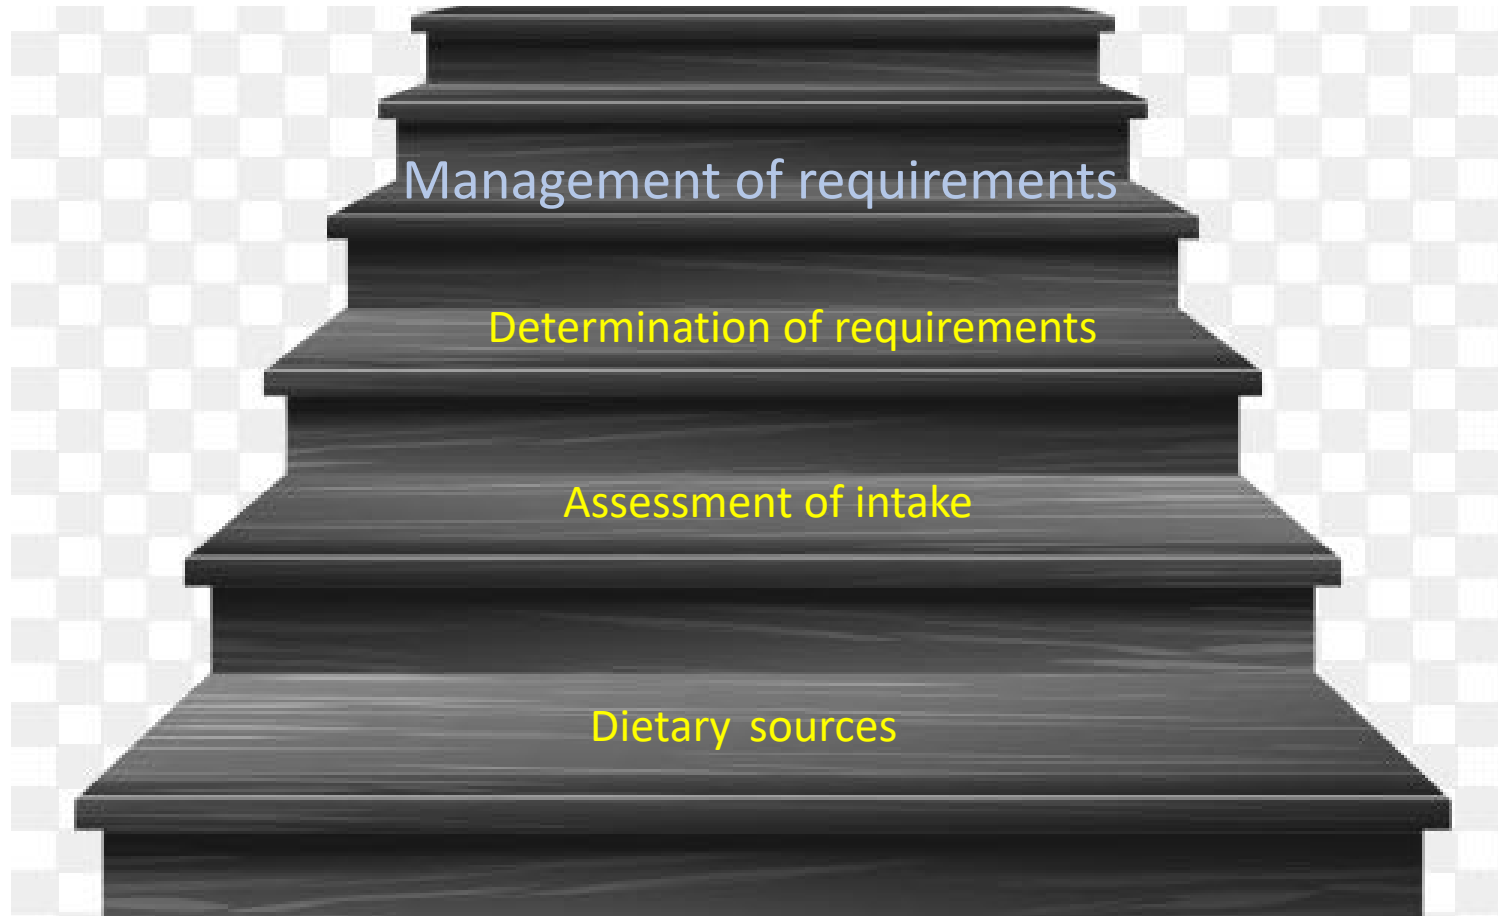 Management of requirements
Determination of requirements
Assessment of intake
Dietary sources